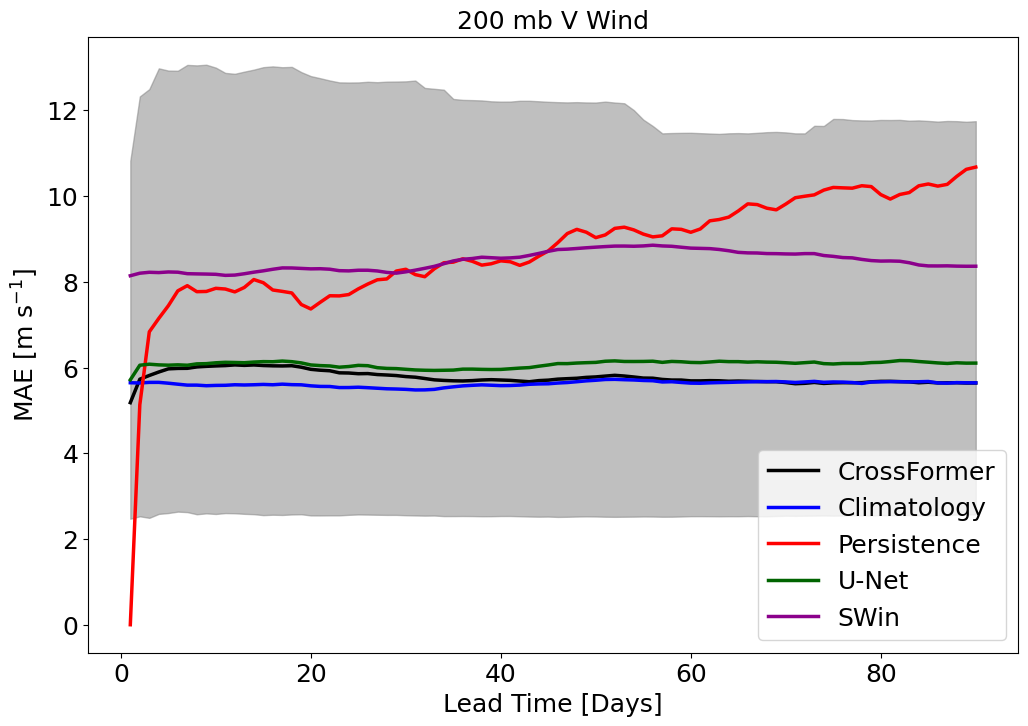 200 mb V Wind
MAE [m s⁻¹]
12
10
8
6
4
2
0
0 20 40 60 80
Lead Time [Days]
CrossFormer
Climatology
Persistence
U-Net
SWin